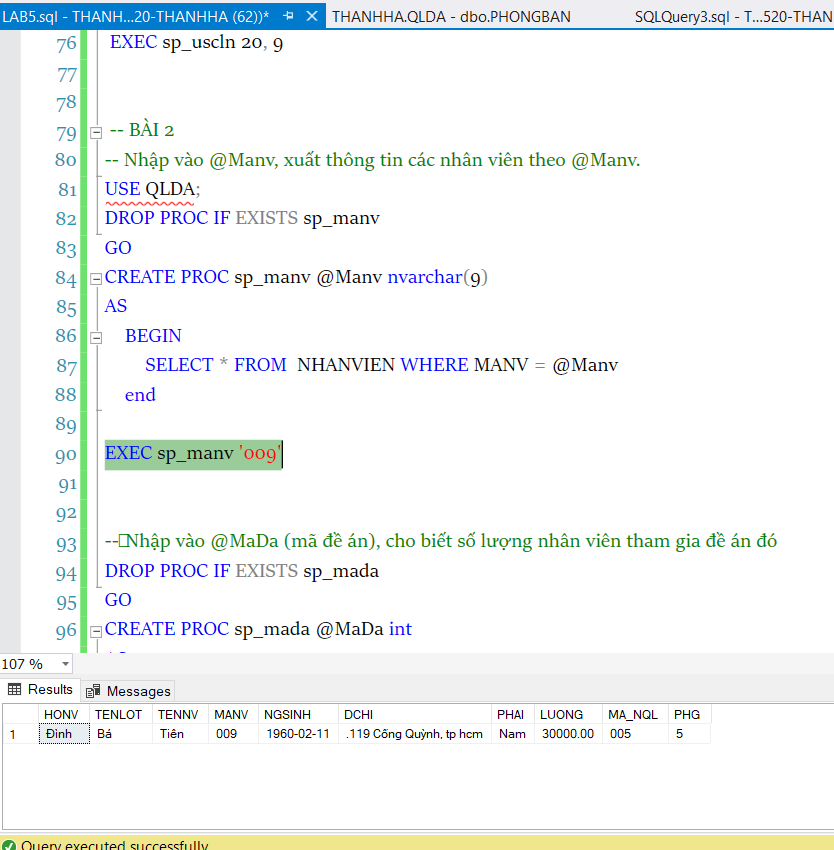 LAB5.sql - THANH...20-THANHHA (62))* THANHHA.QLDA - dbo.PHONGBAN SQLQuery3.sql - T...520-THAN
76 EXEC sp_uscln 20, 9
77
78
79 -- BÀI 2
80 -- Nhập vào @Manv, xuất thông tin các nhân viên theo @Manv.
81 USE QLDA;
82 DROP PROC IF EXISTS sp_manv
83 GO
84 CREATE PROC sp_manv @Manv nvarchar(9)
85 AS
86 BEGIN
87 SELECT * FROM  NHANVIEN WHERE MANV = @Manv
88 end
89
90 EXEC sp_manv '009'
91
92
93 --□Nhập vào @MaDa (mã đề án), cho biết số lượng nhân viên tham gia đề án đó
94 DROP PROC IF EXISTS sp_mada
95 GO
96 CREATE PROC sp_mada @MaDa int
107 %
Results Messages
HONV TENLOT TENNV MANV NGSINH DCHI PHAI LUONG MA_NQL PHG
1 Đình Bá Tiên 009 1960-02-11 .119 Cống Quỳnh, tp hcm Nam 30000.00 005 5
Query executed successfully